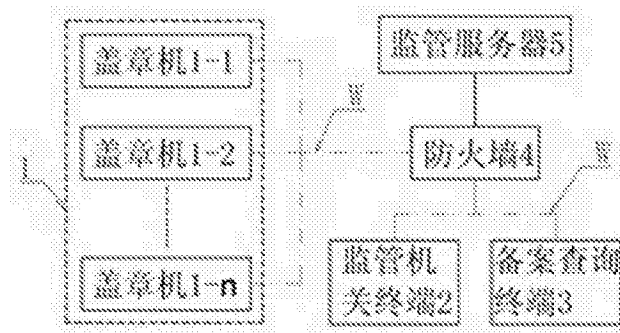 盖章机1-1
盖章机1-2
盖章机1-n
1
W
监管服务器5
防火墙4
W
监管机
关终端2
备案查询
终端3